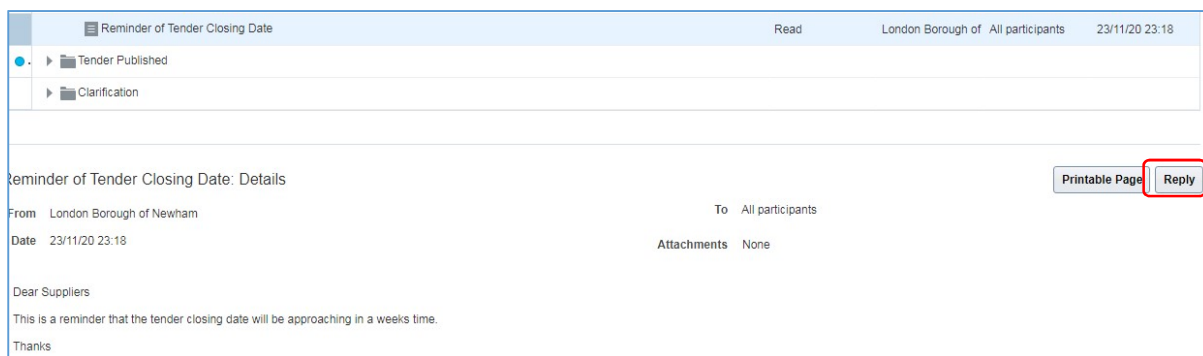 Reminder of Tender Closing Date Read London Borough of All participants 23/11/20 23:18
Tender Published
Clarification
Reminder of Tender Closing Date: Details Printable Page Reply
From London Borough of Newham To All participants
Date 23/11/20 23:18 Attachments None
Dear Suppliers
This is a reminder that the tender closing date will be approaching in a weeks time.
Thanks